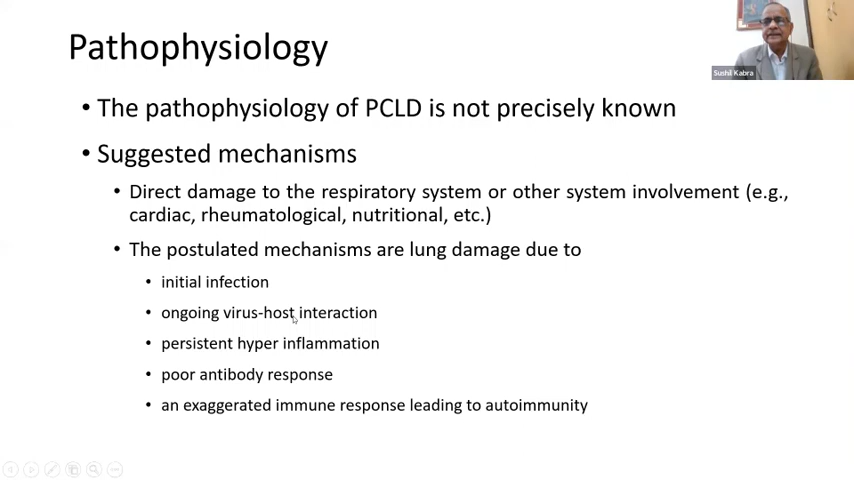 Pathophysiology
Sushil Kabra
• The pathophysiology of PCLD is not precisely known
• Suggested mechanisms
• Direct damage to the respiratory system or other system involvement (e.g.,
cardiac, rheumatological, nutritional, etc.)
• The postulated mechanisms are lung damage due to
• initial infection
• ongoing virus-host interaction
• persistent hyper inflammation
• poor antibody response
• an exaggerated immune response leading to autoimmunity